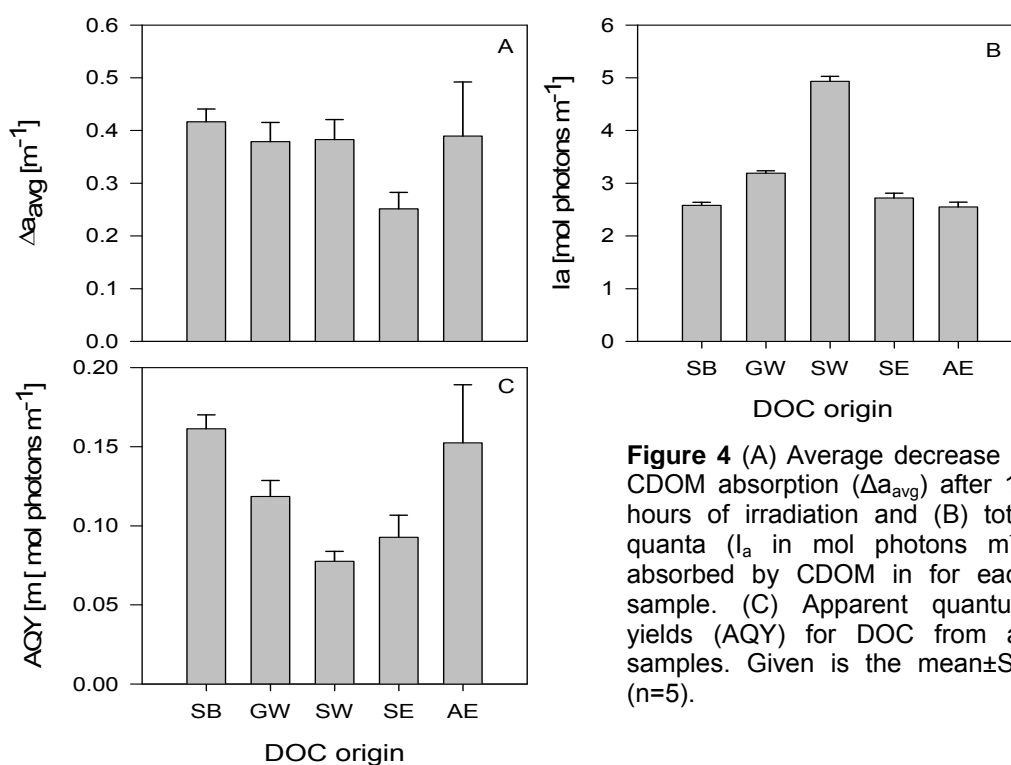 A
Δa_avg [m⁻¹]
0.6
0.5
0.4
0.3
0.2
0.1
0.0
B
Ia [mol photons m⁻¹]
6
5
4
3
2
1
0
SB GW SW SE AE
DOC origin
C
AQY [m [ mol photons m⁻¹]
0.20
0.15
0.10
0.05
0.00
SB GW SW SE AE
DOC origin
Figure 4 (A) Average decrease
CDOM absorption (Δa_avg) after 1
hours of irradiation and (B) tot
quanta (I_a in mol photons m
absorbed by CDOM in for eac
sample. (C) Apparent quantu
yields (AQY) for DOC from a
samples. Given is the mean±S
(n=5).